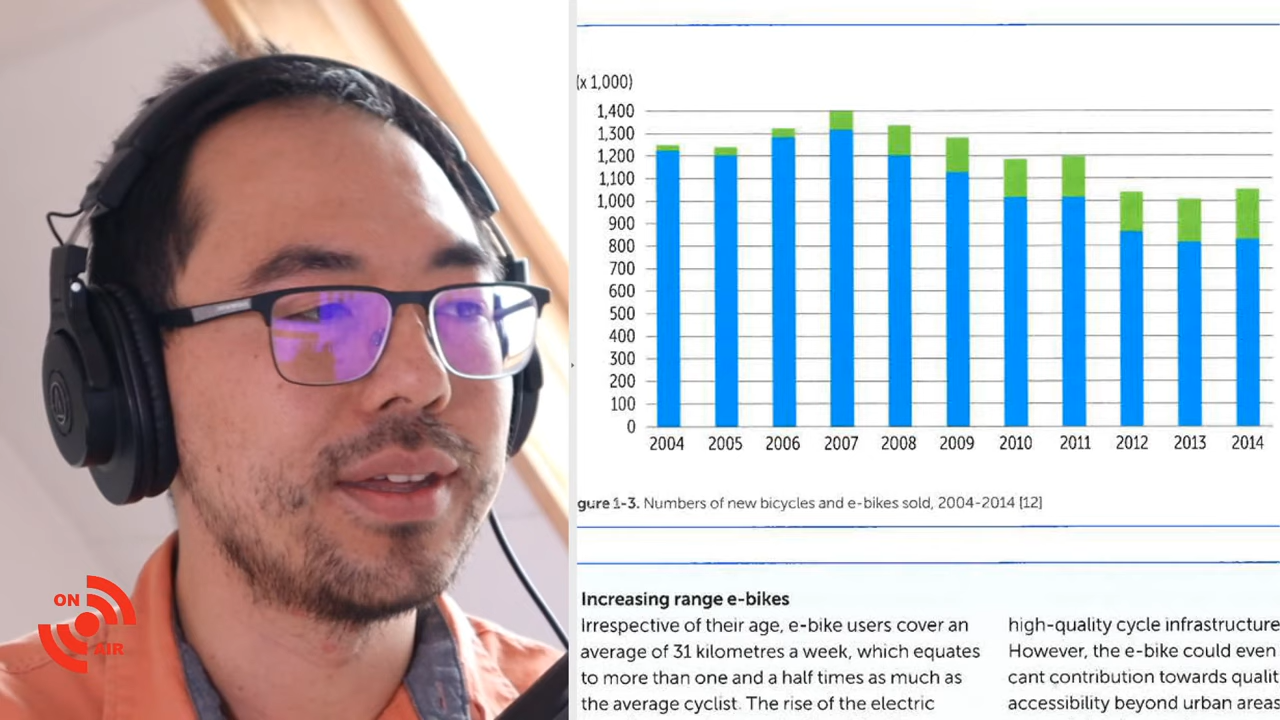 ON
AIR
(x 1,000)
1,400
1,300
1,200
1,100
1,000
900
800
700
600
500
400
300
200
100
0
2004 2005 2006 2007 2008 2009 2010 2011 2012 2013 2014
gure 1-3. Numbers of new bicycles and e-bikes sold, 2004-2014 [12]
Increasing range e-bikes
Irrespective of their age, e-bike users cover an
average of 31 kilometres a week, which equates
to more than one and a half times as much as
the average cyclist. The rise of the electric
high-quality cycle infrastructure
However, the e-bike could even
cant contribution towards qualit
accessibility beyond urban areas